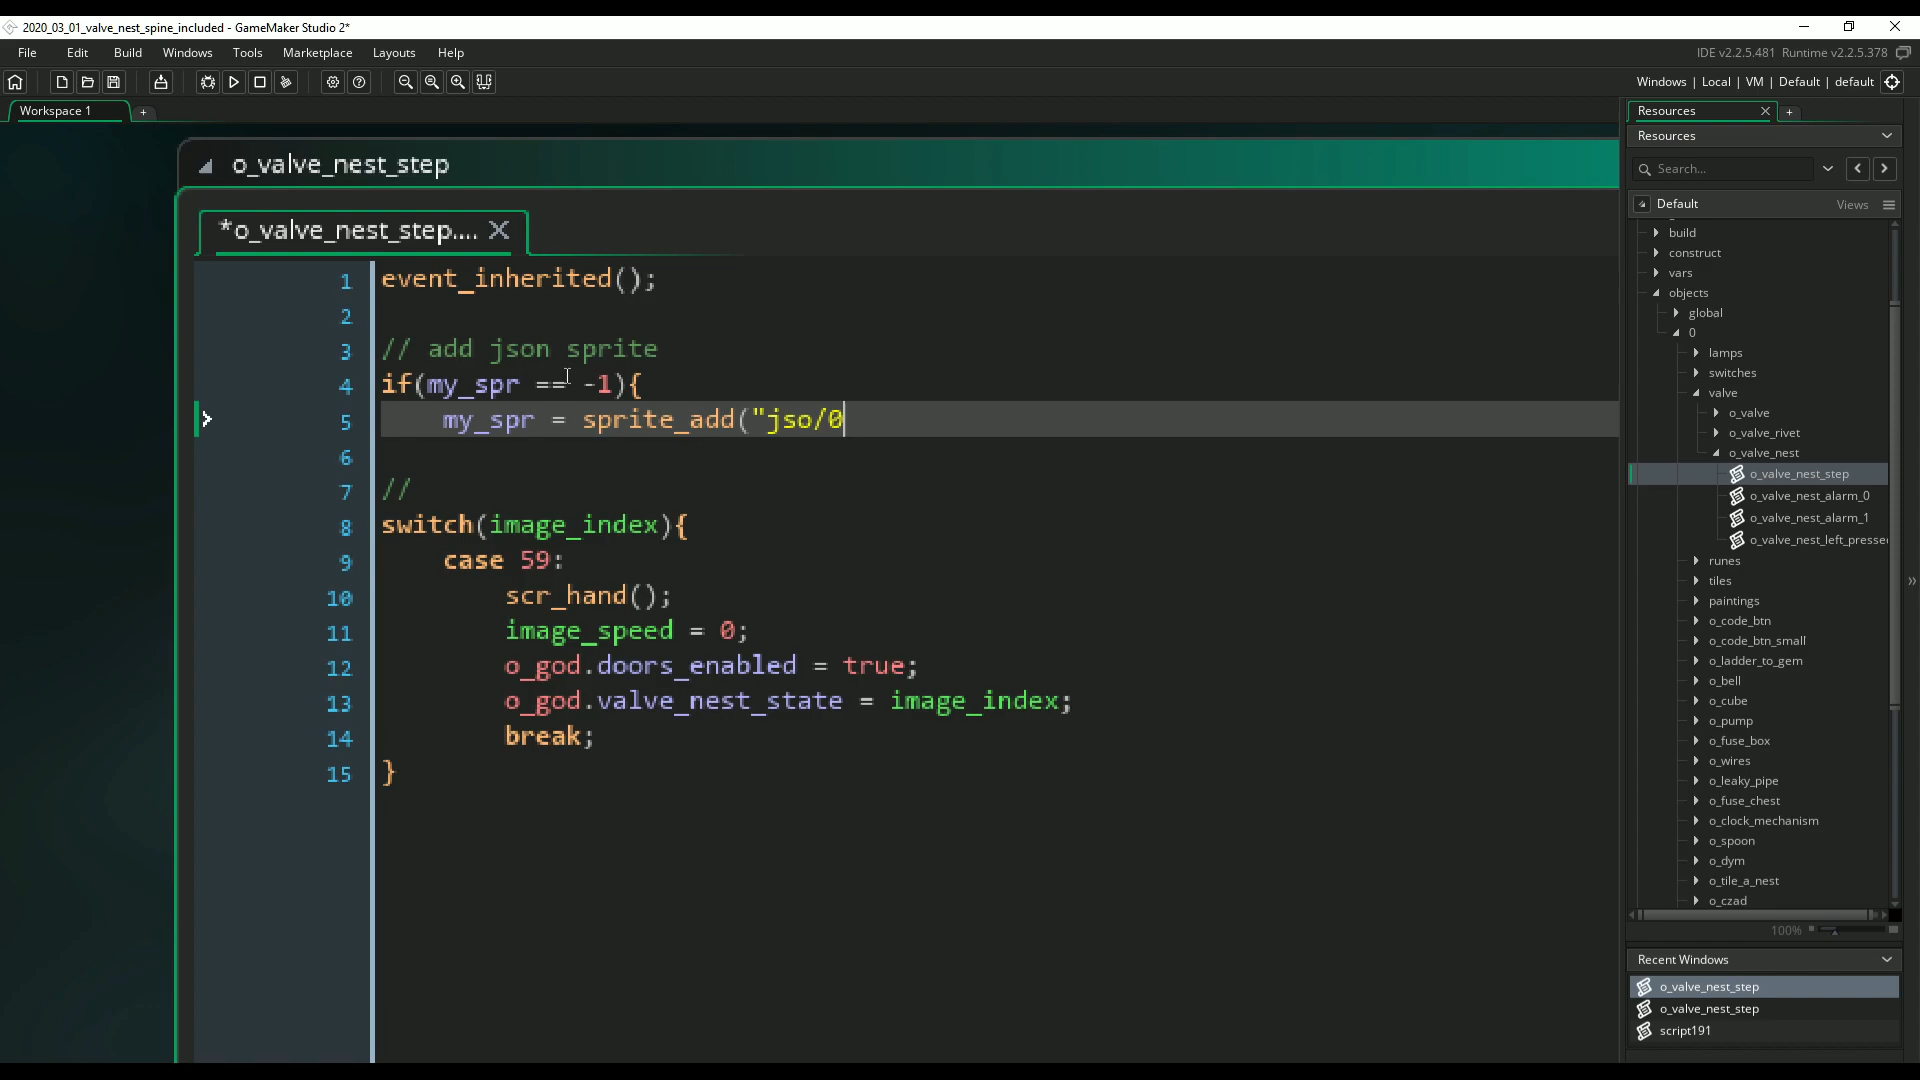 2020_03_01_valve_nest_spine_included - GameMaker Studio 2*
File Edit Build Windows Tools Marketplace Layouts Help
IDE v2.2.5.481 Runtime v2.2.5.378
Windows | Local | VM | Default | default
Workspace 1 +
o_valve_nest_step
*o_valve_nest_step....
1 event_inherited();
2
3 // add json sprite
4 if(my_spr == -1){
5 my_spr = sprite_add("jso/0
6
7 //
8 switch(image_index){
9 case 59:
10 scr_hand();
11 image_speed = 0;
12 o_god.doors_enabled = true;
13 o_god.valve_nest_state = image_index;
14 break;
15 }
Resources +
Resources
Search...
Default Views
build
construct
vars
objects
global
0
lamps
switches
valve
o_valve
o_valve_rivet
o_valve_nest
o_valve_nest_step
o_valve_nest_alarm_0
o_valve_nest_alarm_1
o_valve_nest_left_presse
runes
tiles
paintings
o_code_btn
o_code_btn_small
o_ladder_to_gem
o_bell
o_cube
o_pump
o_fuse_box
o_wires
o_leaky_pipe
o_fuse_chest
o_clock_mechanism
o_spoon
o_dym
o_tile_a_nest
o_czad
100%
Recent Windows
o_valve_nest_step
o_valve_nest_step
script191